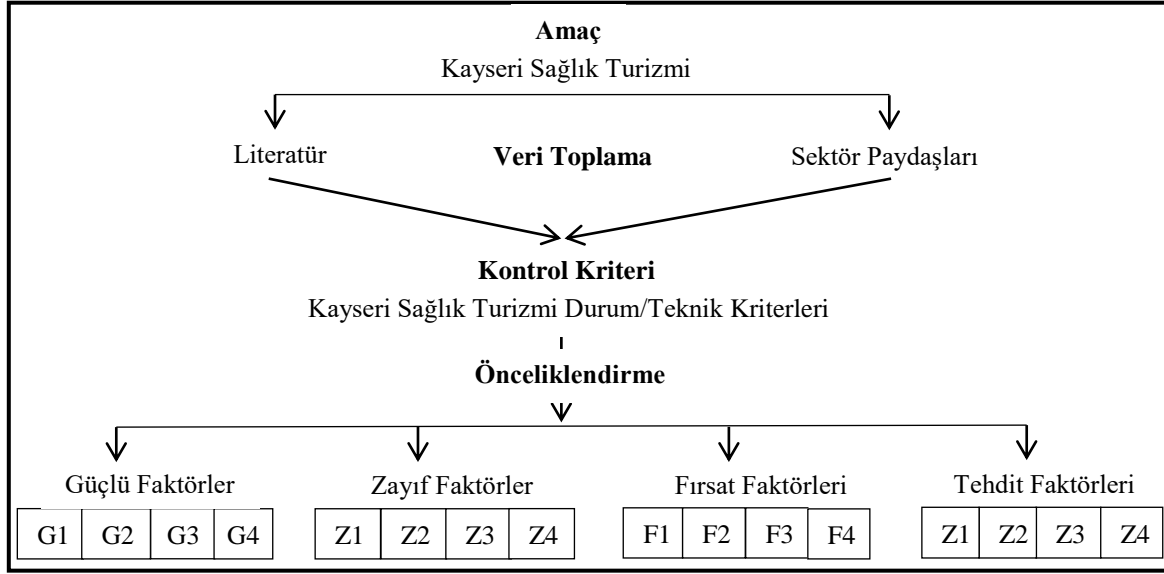 Amaç
Kayseri Sağlık Turizmi
Literatür Veri Toplama Sektör Paydaşları
Kontrol Kriteri
Kayseri Sağlık Turizmi Durum/Teknik Kriterleri
Önceliklendirme
Güçlü Faktörler Zayıf Faktörler Fırsat Faktörleri Tehdit Faktörleri
G1 G2 G3 G4 Z1 Z2 Z3 Z4 F1 F2 F3 F4 Z1 Z2 Z3 Z4